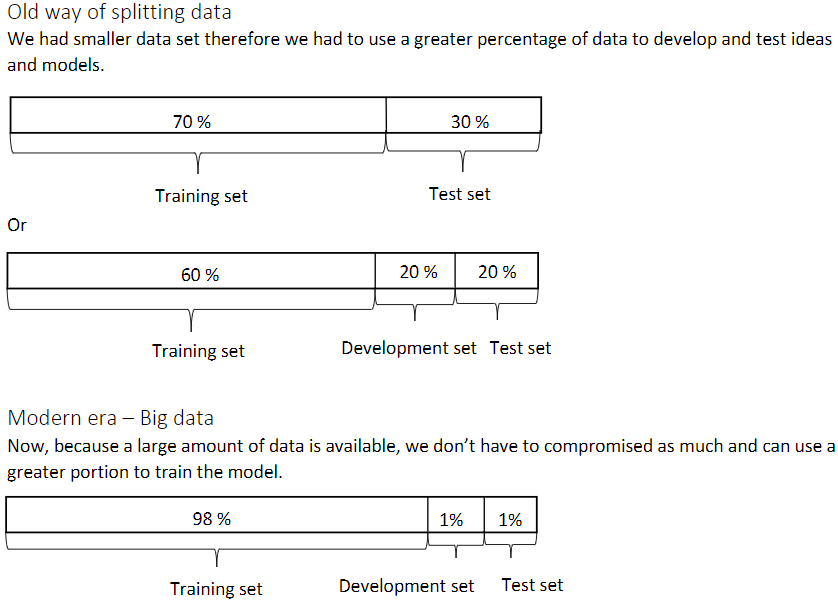 Old way of splitting data
We had smaller data set therefore we had to use a greater percentage of data to develop and test ideas
and models.
70 % 30 %
Training set Test set
Or
60 % 20 % 20 %
Training set Development set Test set
Modern era – Big data
Now, because a large amount of data is available, we don’t have to compromised as much and can use a
greater portion to train the model.
98 % 1% 1%
Training set Development set Test set